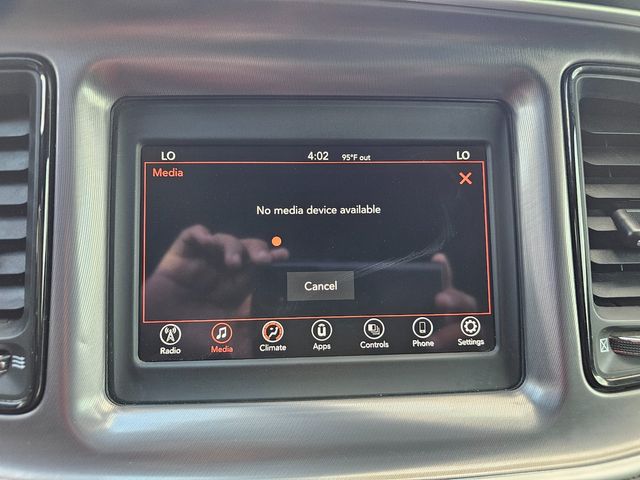 LO 4:02 95°F out LO
Media
No media device available
Cancel
Radio Media Climate Apps Controls Phone Settings